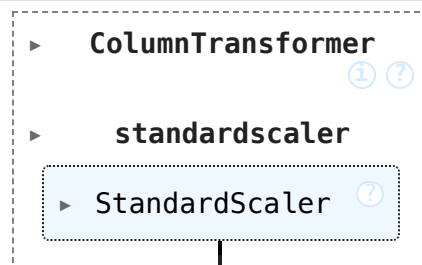 ▸ ColumnTransformer
i ?
▸ standardscaler
▸ StandardScaler ?